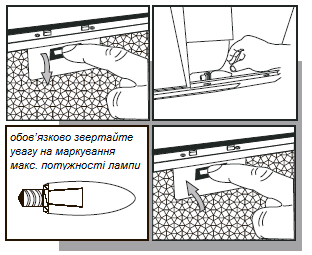 обов'язково звертайте
увагу на маркування
макс. потужності лампи